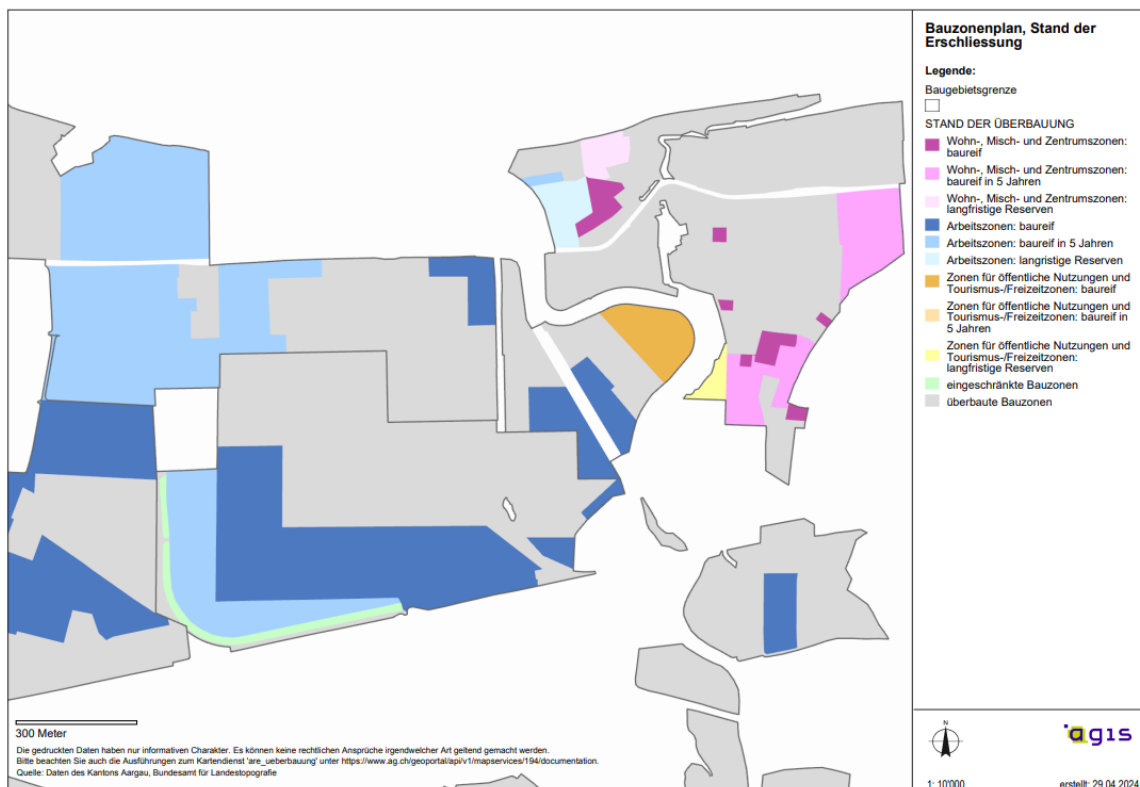 Bauzonenplan, Stand der
Erschliessung
Legende:
Baugebietsgrenze
STAND DER ÜBERBAUUNG
Wohn-, Misch- und Zentrumszonen:
baureif
Wohn-, Misch- und Zentrumszonen:
baureif in 5 Jahren
Wohn-, Misch- und Zentrumszonen:
langfristige Reserven
Arbeitszonen: baureif
Arbeitszonen: baureif in 5 Jahren
Arbeitszonen: langristige Reserven
Zonen für öffentliche Nutzungen und
Tourismus-/Freizeitzonen: baureif
Zonen für öffentliche Nutzungen und
Tourismus-/Freizeitzonen: baureif in
5 Jahren
Zonen für öffentliche Nutzungen und
Tourismus-/Freizeitzonen:
langfristige Reserven
eingeschränkte Bauzonen
überbaute Bauzonen
300 Meter
Die gedruckten Daten haben nur informativen Charakter. Es können keine rechtlichen Ansprüche irgendwelcher Art geltend gemacht werden.
Bitte beachten Sie auch die Ausführungen zum Kartendienst 'are_ueberbauung' unter https://www.ag.ch/geoportal/api/v1/mapservices/194/documentation.
Quelle: Daten des Kantons Aargau, Bundesamt für Landestopografie
N
agis
1: 10'000
erstellt: 29.04.2024